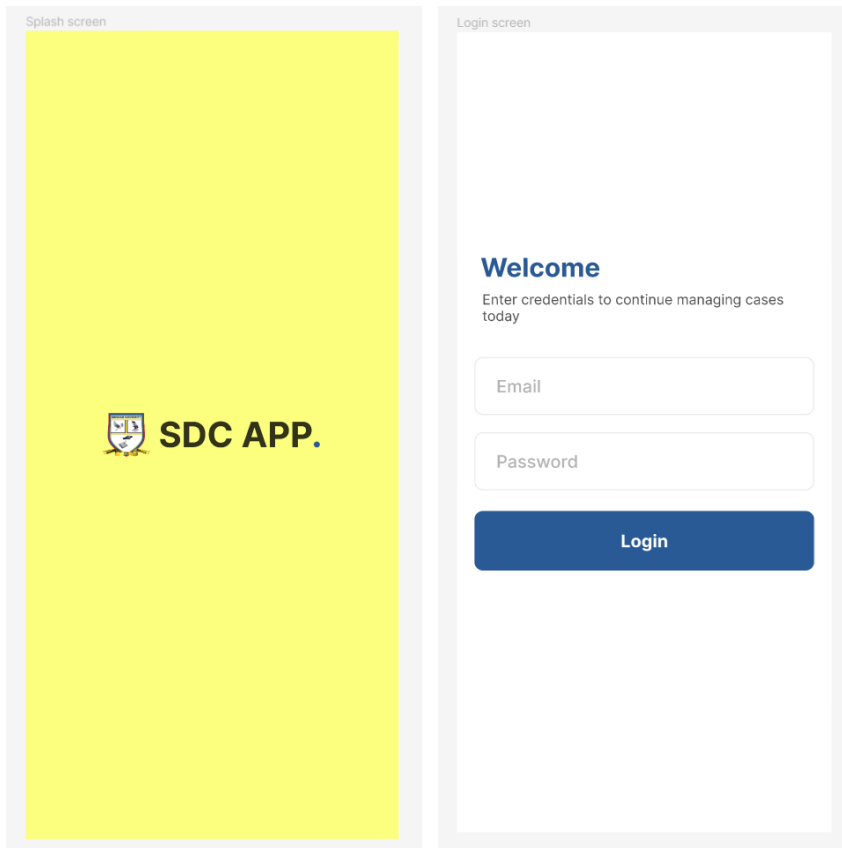 Splash screen
SDC APP.
Login screen
Welcome
Enter credentials to continue managing cases
today
Email
Password
Login